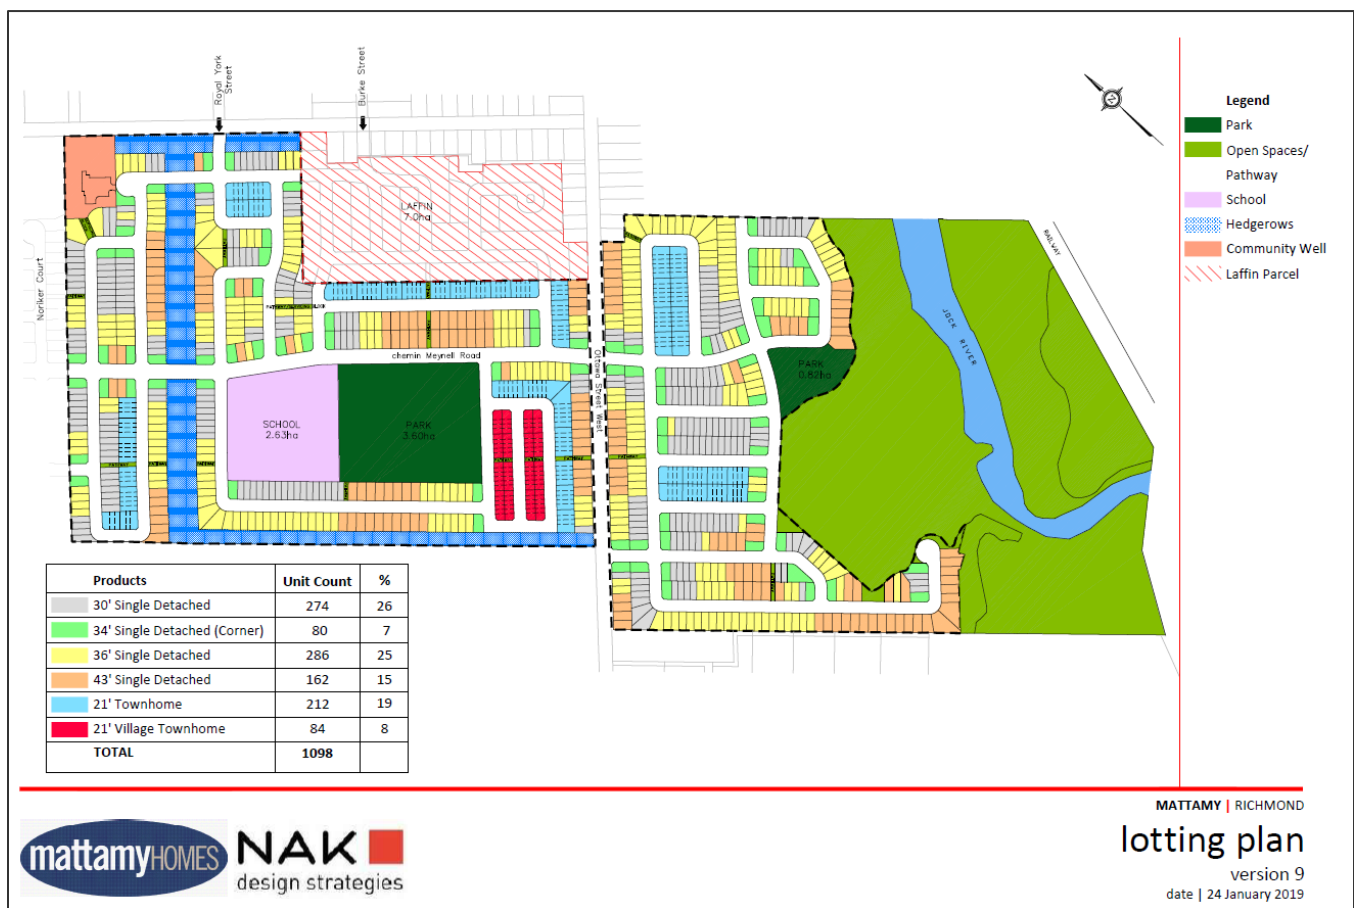 Royal York
Street
Burke Street
Noriker Court
LAFFIN
7.0ha
chemin Meynell Road
Ottawa Street West
SCHOOL
2.63ha
PARK
3.60ha
PARK
0.82ha
JOCK RIVER
RAILWAY
Legend
Park
Open Spaces/
Pathway
School
Hedgerows
Community Well
Laffin Parcel
Products Unit Count %
30' Single Detached 274 26
34' Single Detached (Corner) 80 7
36' Single Detached 286 25
43' Single Detached 162 15
21' Townhome 212 19
21' Village Townhome 84 8
TOTAL 1098
mattamyHOMES
NAK
design strategies
MATTAMY | RICHMOND
lotting plan
version 9
date | 24 January 2019